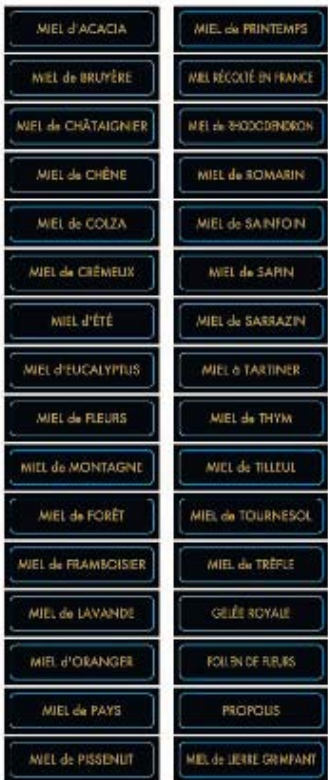 MIEL d'ACACIA
MIEL de BRUYÈRE
MIEL de CHÂTAIGNIER
MIEL de CHÊNE
MIEL de COLZA
MIEL de CRÉMEUX
MIEL d'ÉTÉ
MIEL d'EUCALYPTUS
MIEL de FLEURS
MIEL de MONTAGNE
MIEL de FORÊT
MIEL de FRAMBOISIER
MIEL de LAVANDE
MIEL d'ORANGER
MIEL de PAYS
MIEL de PISSENLIT
MIEL de PRINTEMPS
MIEL RÉCOLTÉ EN FRANCE
MIEL de RHODODENDRON
MIEL de ROMARIN
MIEL de SAINFOIN
MIEL de SAPIN
MIEL de SARRAZIN
MIEL à TARTINER
MIEL de THYM
MIEL de TILLEUL
MIEL de TOURNESOL
MIEL de TRÈFLE
GELÉE ROYALE
POLLEN DE FLEURS
PROPOLIS
MIEL de LIERRE GRIMPANT